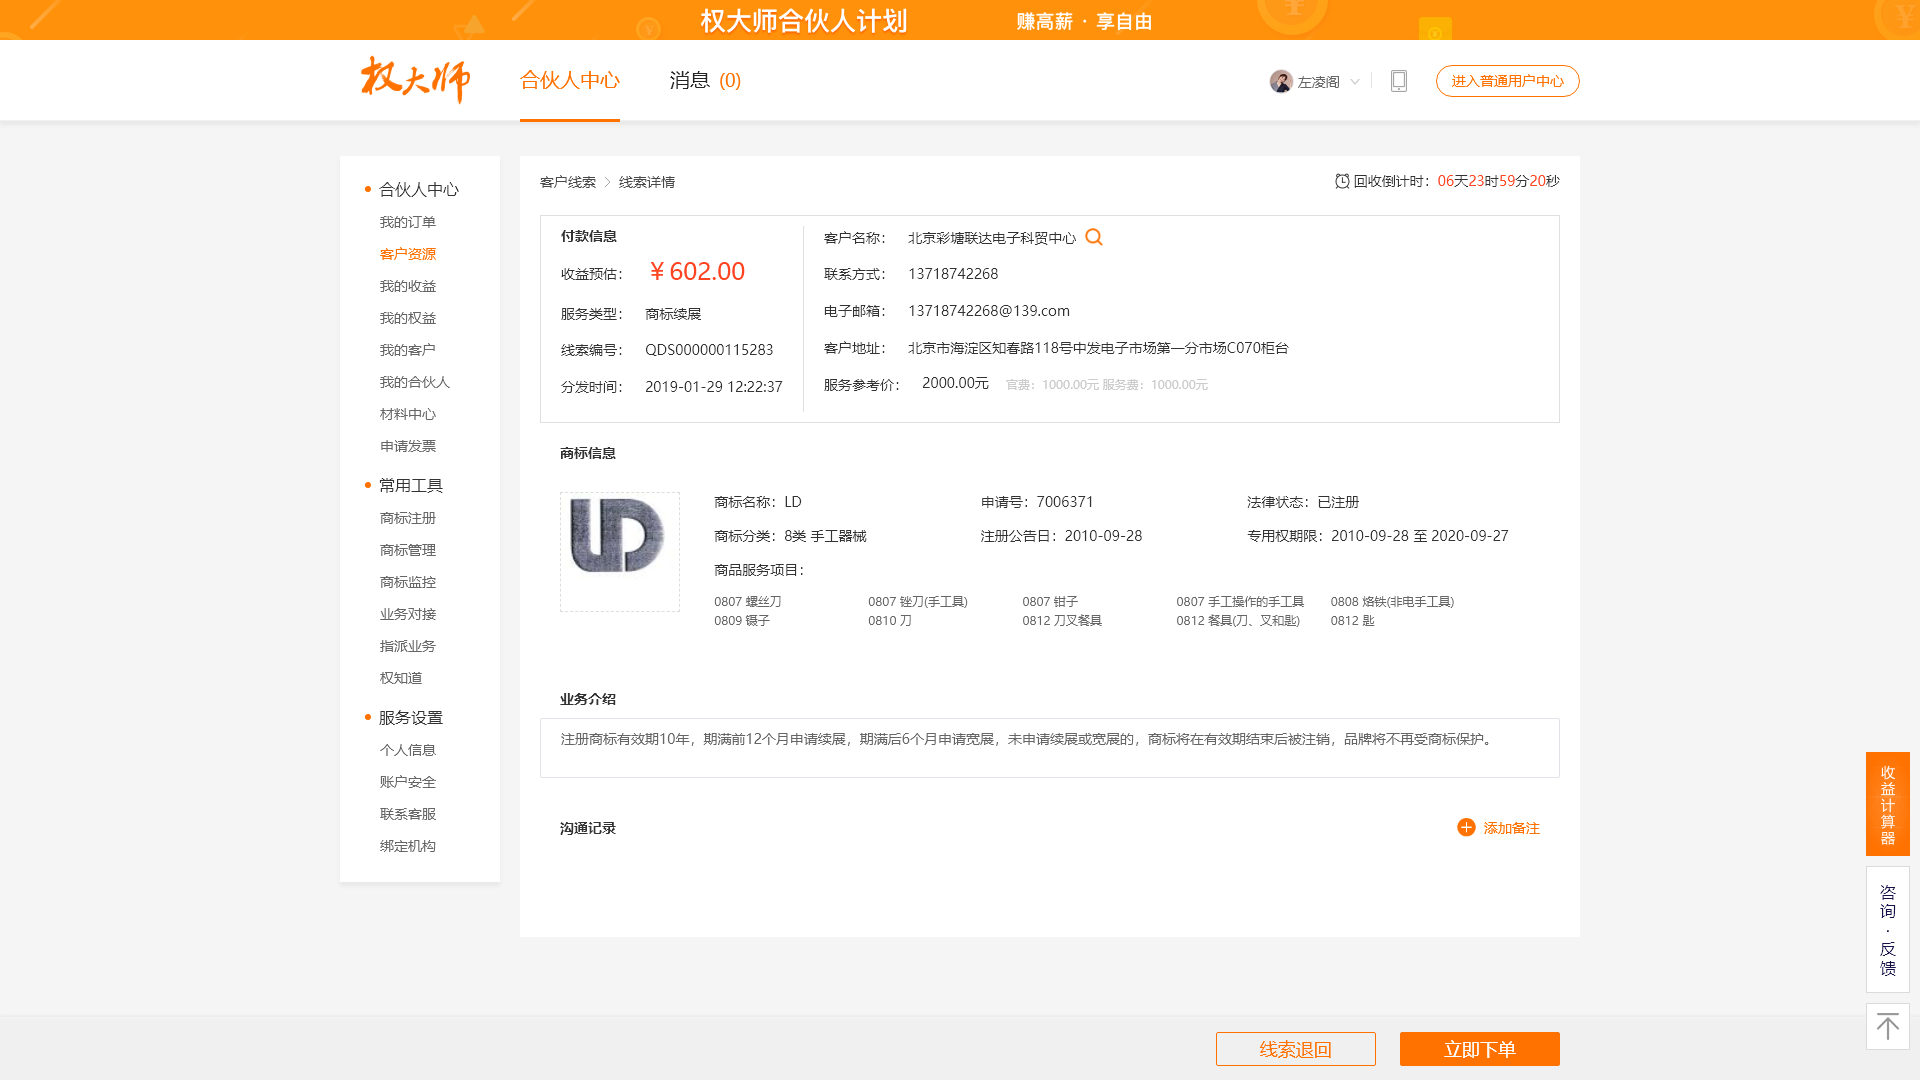 权大师合伙人计划 赚高薪 · 享自由
权大师 合伙人中心 消息 (0) 左凌阁 进入普通用户中心
合伙人中心
我的订单
客户资源
我的收益
我的权益
我的客户
我的合伙人
材料中心
申请发票
常用工具
商标注册
商标管理
商标监控
业务对接
指派业务
权知道
服务设置
个人信息
账户安全
联系客服
绑定机构
客户线索 > 线索详情 回收倒计时：06天23时59分20秒
付款信息
收益预估： ¥ 602.00
服务类型： 商标续展
线索编号： QDS000000115283
分发时间： 2019-01-29 12:22:37
客户名称： 北京彩塘联达电子科贸中心
联系方式： 13718742268
电子邮箱： 13718742268@139.com
客户地址： 北京市海淀区知春路118号中发电子市场第一分市场C070柜台
服务参考价： 2000.00元 官费：1000.00元 服务费：1000.00元
商标信息
LD
商标名称：LD 申请号：7006371 法律状态：已注册
商标分类：8类 手工器械 注册公告日：2010-09-28 专用权期限：2010-09-28 至 2020-09-27
商品服务项目：
0807 螺丝刀 0807 锉刀(手工具) 0807 钳子 0807 手工操作的手工具 0808 烙铁(非电手工具)
0809 镊子 0810 刀 0812 刀叉餐具 0812 餐具(刀、叉和匙) 0812 匙
业务介绍
注册商标有效期10年，期满前12个月申请续展，期满后6个月申请宽展，未申请续展或宽展的，商标将在有效期结束后被注销，品牌将不再受商标保护。
沟通记录 添加备注
收益计算器
咨询·反馈
线索退回 立即下单